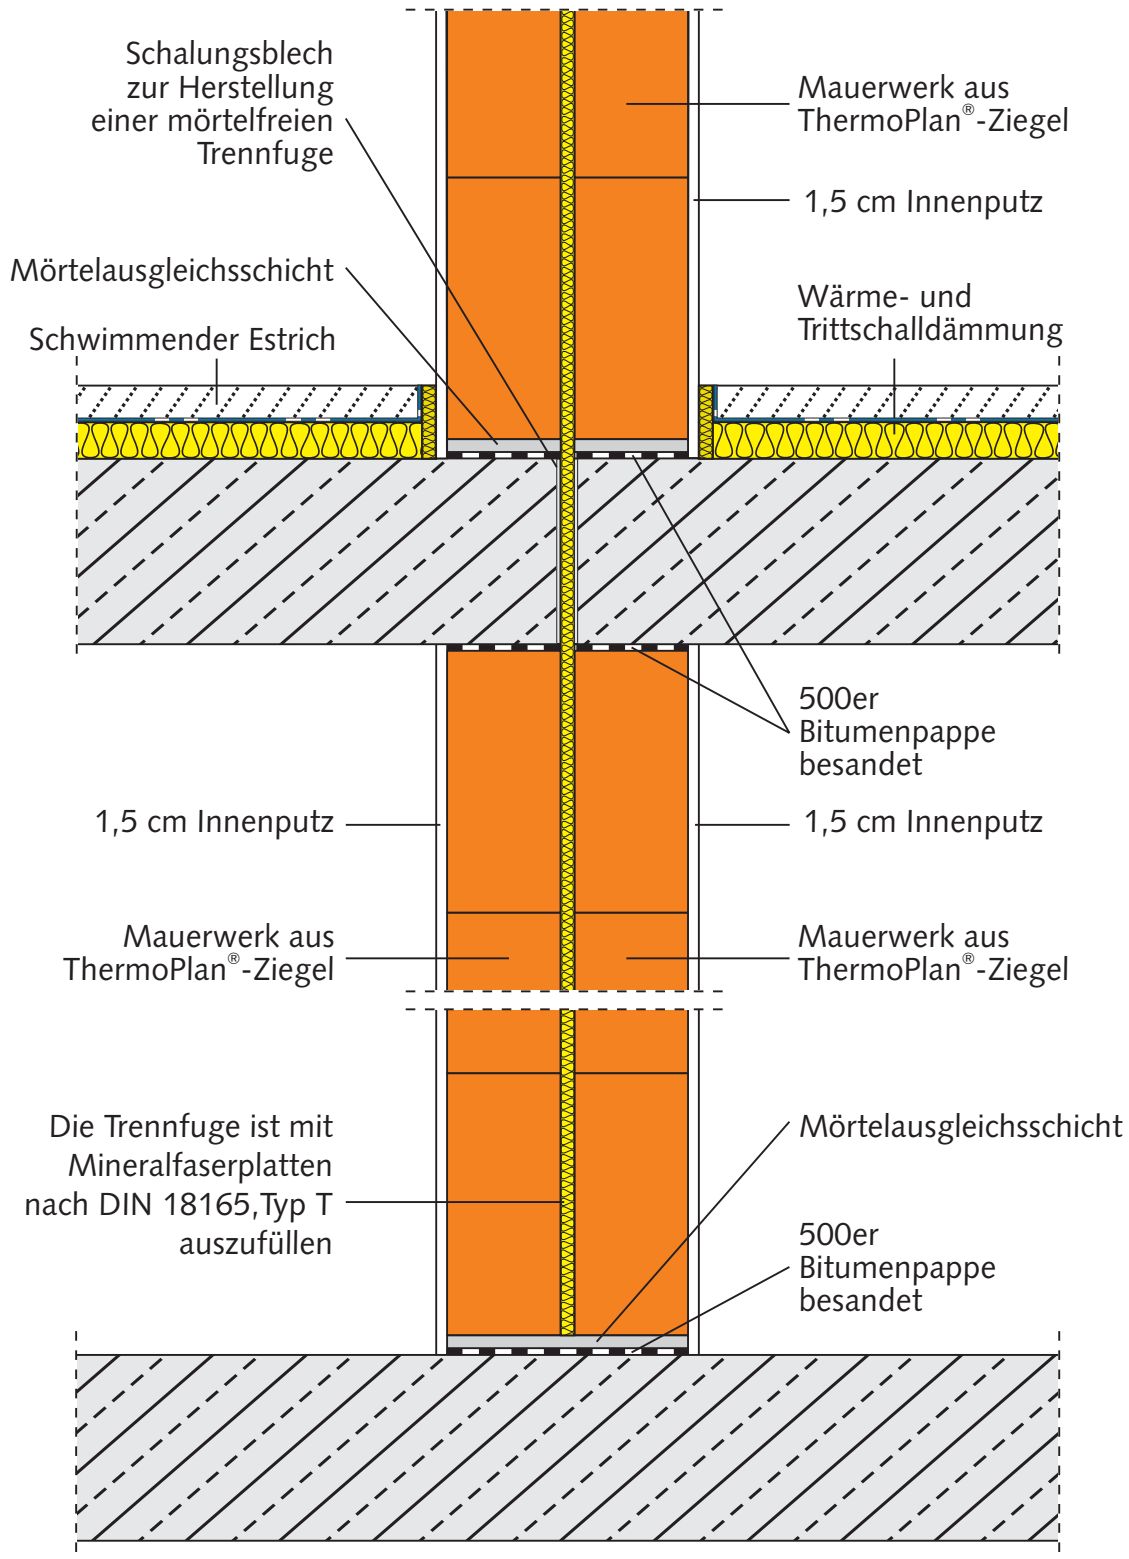 Schalungsblech
zur Herstellung
einer mörtelfreien
Trennfuge
Mauerwerk aus
ThermoPlan®-Ziegel
1,5 cm Innenputz
Mörtelausgleichsschicht
Wärme- und
Trittschalldämmung
Schwimmender Estrich
500er
Bitumenpappe
besandet
1,5 cm Innenputz
1,5 cm Innenputz
Mauerwerk aus
ThermoPlan®-Ziegel
Mauerwerk aus
ThermoPlan®-Ziegel
Die Trennfuge ist mit
Mineralfaserplatten
nach DIN 18165,Typ T
auszufüllen
Mörtelausgleichsschicht
500er
Bitumenpappe
besandet